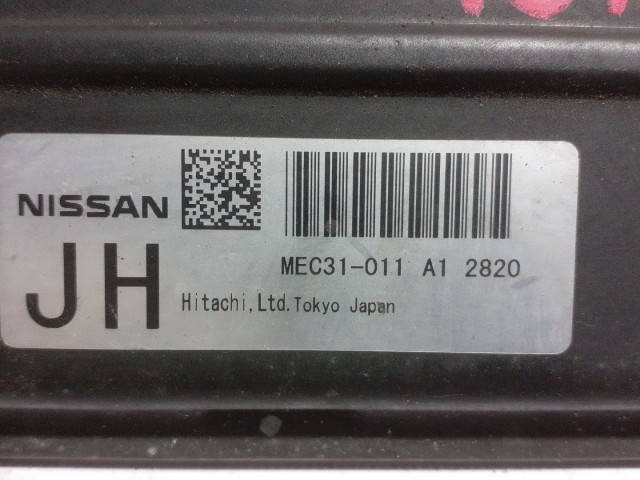 NISSAN
JH
MEC31-011 A1 2820
Hitachi,Ltd.Tokyo Japan